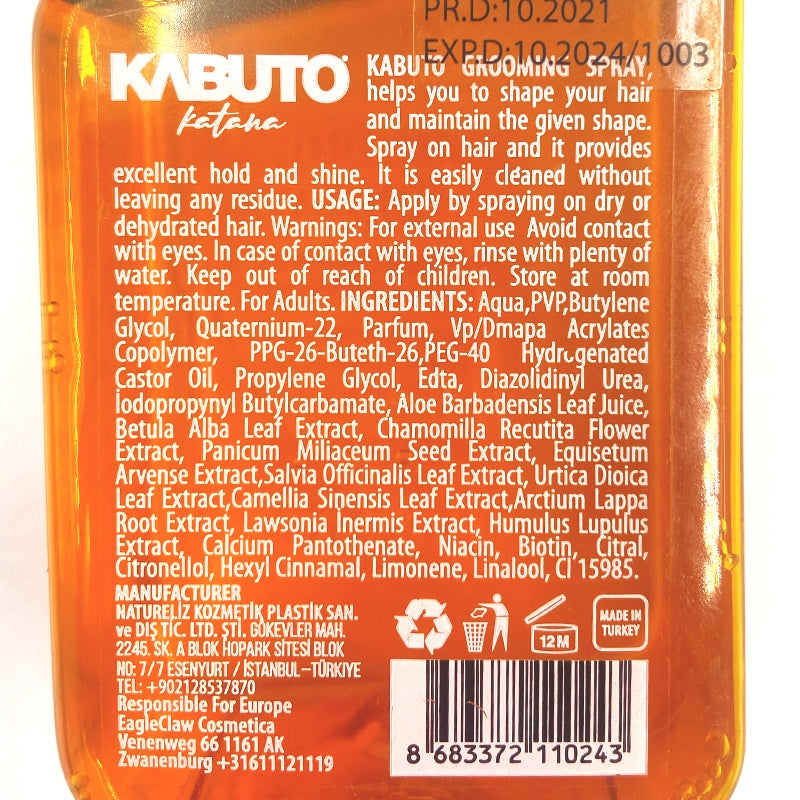 PR.D:10.2021
EXP.D:10.2024/1003
KABUTO
katana
KABUTO GROOMING SPRAY,
helps you to shape your hair
and maintain the given shape.
Spray on hair and it provides
excellent hold and shine. It is easily cleaned without
leaving any residue. USAGE: Apply by spraying on dry or
dehydrated hair. Warnings: For external use Avoid contact
with eyes. In case of contact with eyes, rinse with plenty of
water. Keep out of reach of children. Store at room
temperature. For Adults. INGREDIENTS: Aqua,PVP,Butylene
Glycol, Quaternium-22, Parfum, Vp/Dmapa Acrylates
Copolymer, PPG-26-Buteth-26,PEG-40 Hydrogenated
Castor Oil, Propylene Glycol, Edta, Diazolidinyl Urea,
Iodopropynyl Butylcarbamate, Aloe Barbadensis Leaf Juice,
Betula Alba Leaf Extract, Chamomilla Recutita Flower
Extract, Panicum Miliaceum Seed Extract, Equisetum
Arvense Extract,Salvia Officinalis Leaf Extract, Urtica Dioica
Leaf Extract,Camellia Sinensis Leaf Extract,Arctium Lappa
Root Extract, Lawsonia Inermis Extract, Humulus Lupulus
Extract, Calcium Pantothenate, Niacin, Biotin, Citral,
Citronellol, Hexyl Cinnamal, Limonene, Linalool, CI 15985.
MANUFACTURER
NATURELİZ KOZMETİK PLASTİK SAN.
ve DIŞ TİC. LTD. ŞTİ. GÖKEVLER MAH.
2245. SK. A BLOK HOPARK SİTESİ BLOK
NO: 7/7 ESENYURT / İSTANBUL-TÜRKIYE
TEL: +902128537870
Responsible For Europe
EagleClaw Cosmetica
Venenweg 66 1161 AK
Zwanenburg +31611121119
12M
MADE IN
TURKEY
8 683372 110243